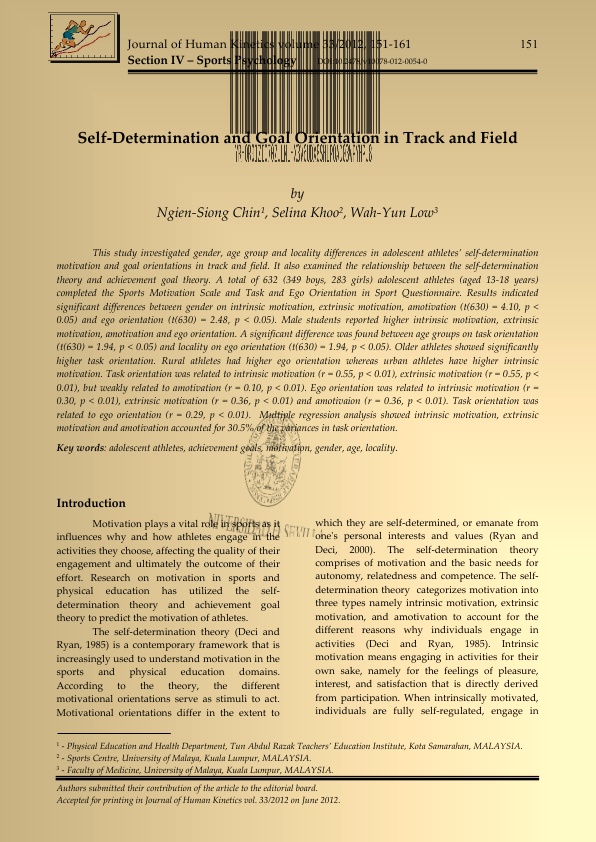 Journal of Human Kinetics volume 33/2012, 151-161 151
Section IV – Sports Psychology DOI:10.2478/v10078-012-0054-0
Self-Determination and Goal Orientation in Track and Field
by
Ngien-Siong Chin1, Selina Khoo2, Wah-Yun Low3
This study investigated gender, age group and locality differences in adolescent athletes' self-determination
motivation and goal orientations in track and field. It also examined the relationship between the self-determination
theory and achievement goal theory. A total of 632 (349 boys, 283 girls) adolescent athletes (aged 13-18 years)
completed the Sports Motivation Scale and Task and Ego Orientation in Sport Questionnaire. Results indicated
significant differences between gender on intrinsic motivation, extrinsic motivation, amotivation (t(6< = 4.10, p <
0.05) and ego orientation (t(630) = 2.48, p < 0.05). Male students reported higher intrinsic motivation, extrinsic
motivation, amotivation and ego orientation. A significant difference was found between age groups on task orientation
(t(630) = 1.94, p < 0.05) and locality on ego orientation (t(630) = 1.94, p < 0.05). Older athletes showed significantly
higher task orientation. Rural athletes had higher ego orientation whereas urban athletes have higher intrinsic
motivation. Task orientation was related to intrinsic motivation (r = 0.55, p < 0.01), extrinsic motivation (r = 0.55, p <
0.01), but weakly related to amotivation (r = 0.10, p < 0.01). Ego orientation was related to intrinsic motivation (r =
0.30, p < 0.01), extrinsic motivation (r = 0.36, p < 0.01) and amotivaion (r = 0.36, p < 0.01). Task orientation was
related to ego orientation (r = 0.29, p < 0.01). Multiple regression analysis showed intrinsic motivation, extrinsic
motivation and amotivation accounted for 30.5% of the variances in task orientation.
Key words: adolescent athletes, achievement goals, motivation, gender, age, locality.
Introduction
Motivation plays a vital role in sports as it
influences why and how athletes engage in the
activities they choose, affecting the quality of their
engagement and ultimately the outcome of their
effort. Research on motivation in sports and
physical education has utilized the self-
determination theory and achievement goal
theory to predict the motivation of athletes.
The self-determination theory (Deci and
Ryan, 1985) is a contemporary framework that is
increasingly used to understand motivation in the
sports and physical education domains.
According to the theory, the different
motivational orientations serve as stimuli to act.
Motivational orientations differ in the extent to
which they are self-determined, or emanate from
one's personal interests and values (Ryan and
Deci, 2000). The self-determination theory
comprises of motivation and the basic needs for
autonomy, relatedness and competence. The self-
determination theory categorizes motivation into
three types namely intrinsic motivation, extrinsic
motivation, and amotivation to account for the
different reasons why individuals engage in
activities (Deci and Ryan, 1985). Intrinsic
motivation means engaging in activities for their
own sake, namely for the feelings of pleasure,
interest, and satisfaction that is directly derived
from participation. When intrinsically motivated,
individuals are fully self-regulated, engage in
1 - Physical Education and Health Department, Tun Abdul Razak Teachers' Education Institute, Kota Samarahan, MALAYSIA.
2 - Sports Centre, University of Malaya, Kuala Lumpur, MALAYSIA.
3 - Faculty of Medicine, University of Malaya, Kuala Lumpur, MALAYSIA.
Authors submitted their contribution of the article to the editorial board.
Accepted for printing in Journal of Human Kinetics vol. 33/2012 on June 2012.